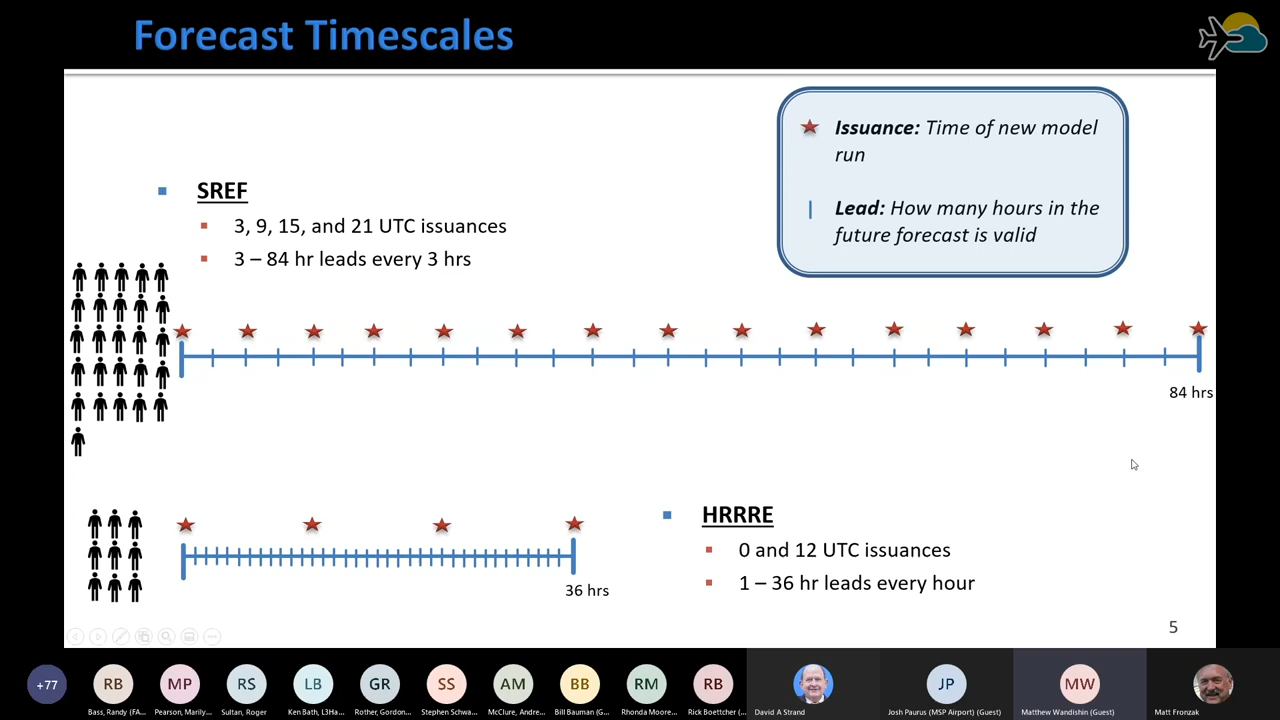 Forecast Timescales
Issuance: Time of new model
run
Lead: How many hours in the
future forecast is valid
SREF
3, 9, 15, and 21 UTC issuances
3 – 84 hr leads every 3 hrs
84 hrs
HRRRE
0 and 12 UTC issuances
1 – 36 hr leads every hour
36 hrs
5
+77
RB
MP
RS
LB
GR
SS
AM
BB
RM
RB
JP
MW
Bass, Randy (FA...
Pearson, Marily...
Sultan, Roger
Ken Bath, L3Ha...
Rother, Gordon...
Stephen Schwa...
McClure, Andre...
Bill Bauman (G...
Rhonda Moore...
Rick Boettcher (...
David A Strand
Josh Paurus (MSP Airport) (Guest)
Matthew Wandishin (Guest)
Matt Fronzak